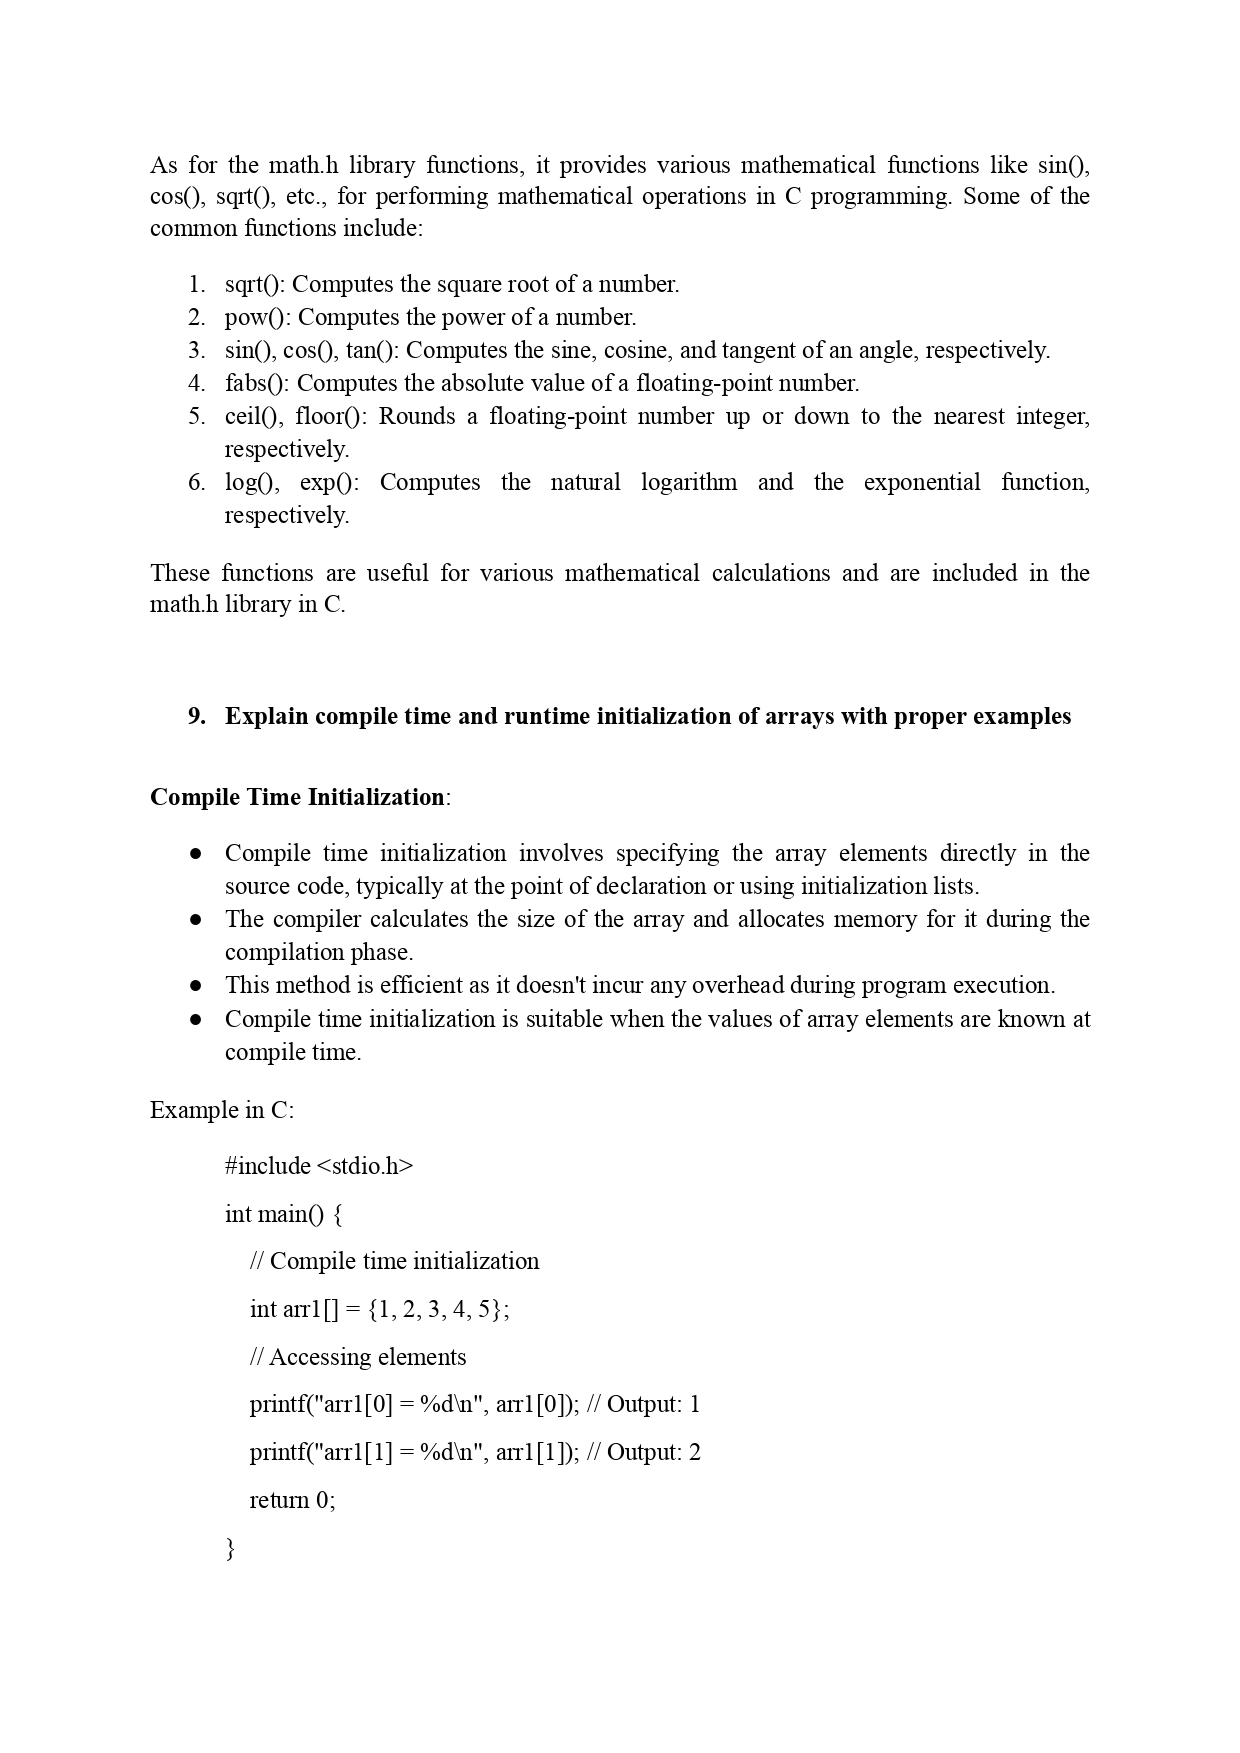 As for the math.h library functions, it provides various mathematical functions like sin(),
cos(), sqrt(), etc., for performing mathematical operations in C programming. Some of the
common functions include:
1. sqrt(): Computes the square root of a number.
2. pow(): Computes the power of a number.
3. sin(), cos(), tan(): Computes the sine, cosine, and tangent of an angle, respectively.
4. fabs(): Computes the absolute value of a floating-point number.
5. ceil(), floor(): Rounds a floating-point number up or down to the nearest integer,
respectively.
6. log(), exp(): Computes the natural logarithm and the exponential function,
respectively.
These functions are useful for various mathematical calculations and are included in the
math.h library in C.
9. Explain compile time and runtime initialization of arrays with proper examples
Compile Time Initialization:
● Compile time initialization involves specifying the array elements directly in the
source code, typically at the point of declaration or using initialization lists.
● The compiler calculates the size of the array and allocates memory for it during the
compilation phase.
● This method is efficient as it doesn't incur any overhead during program execution.
● Compile time initialization is suitable when the values of array elements are known at
compile time.
Example in C:
#include <stdio.h>
int main() {
// Compile time initialization
int arr1[] = {1, 2, 3, 4, 5};
// Accessing elements
printf("arr1[0] = %d\n", arr1[0]); // Output: 1
printf("arr1[1] = %d\n", arr1[1]); // Output: 2
return 0;
}